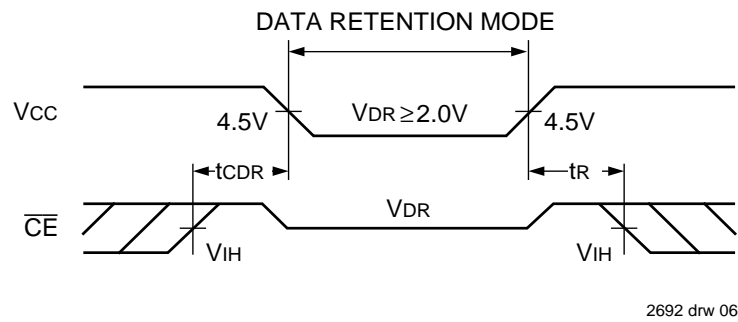 DATA RETENTION MODE
VCC
4.5V
VDR ≥ 2.0V
4.5V
tCDR
tR
CE
VDR
VIH
VIH
2692 drw 06